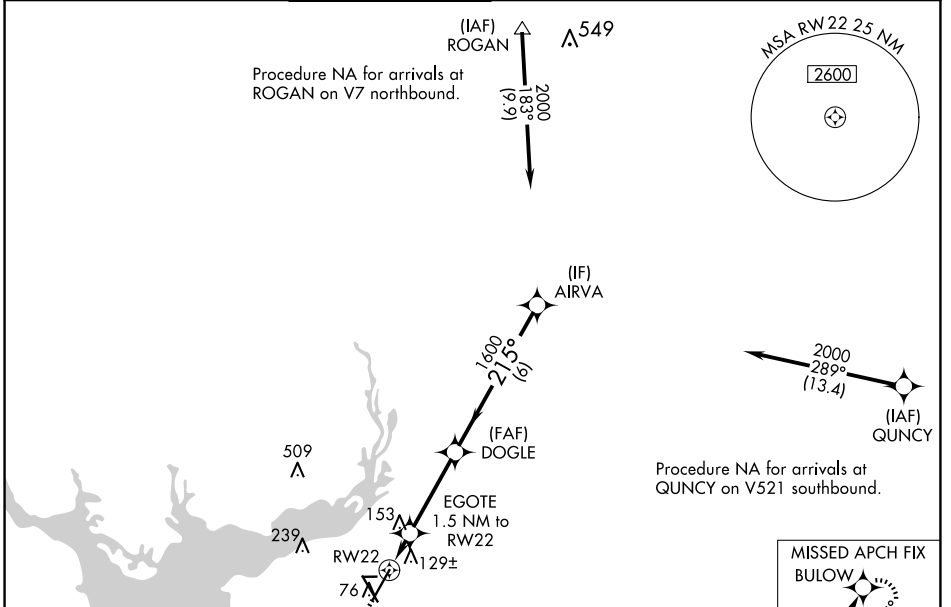 (IAF)
ROGAN
549
Procedure NA for arrivals at
ROGAN on V7 northbound.
2000
183°
(9.9)
MSA RW22 25 NM
2600
(IF)
AIRVA
1600
215°
(6)
2000
289°
(13.4)
(IAF)
QUNCY
(FAF)
DOGLE
Procedure NA for arrivals at
QUNCY on V521 southbound.
509
EGOTE
1.5 NM to
RW22
153
239
RW22
129±
76
MISSED APCH FIX
BULOW